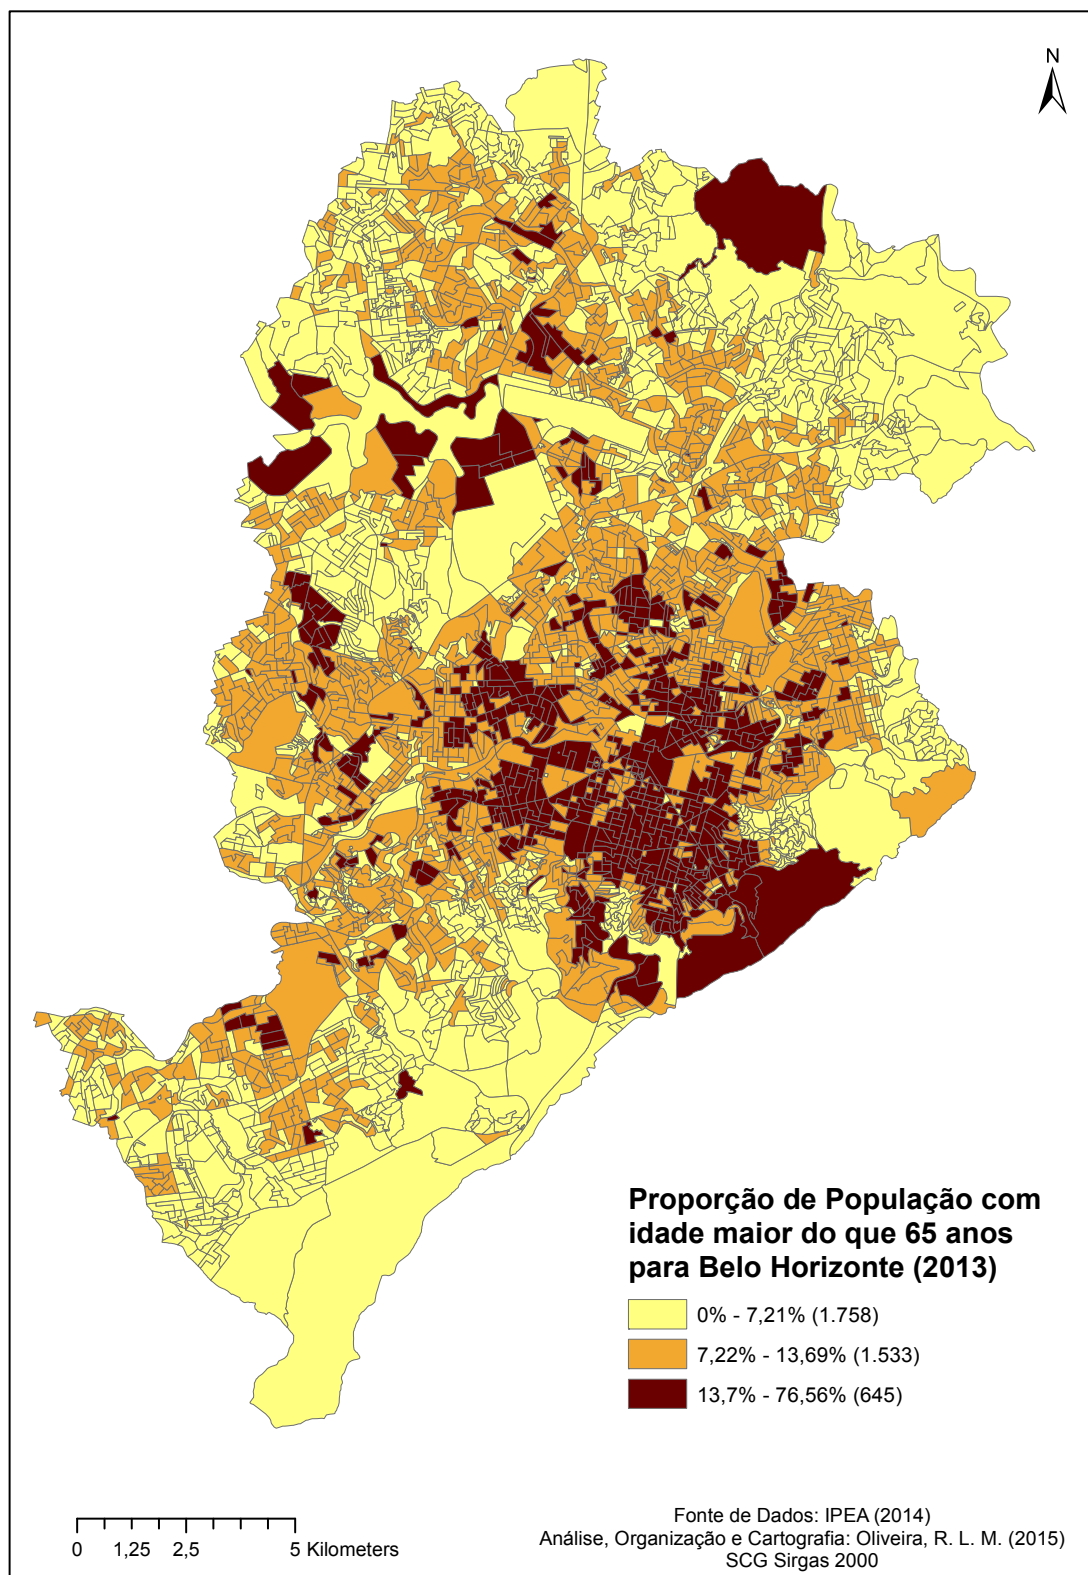 N
Proporção de População com
idade maior do que 65 anos
para Belo Horizonte (2013)
0% - 7,21% (1.758)
7,22% - 13,69% (1.533)
13,7% - 76,56% (645)
0 1,25 2,5 5 Kilometers
Fonte de Dados: IPEA (2014)
Análise, Organização e Cartografia: Oliveira, R. L. M. (2015)
SCG Sirgas 2000